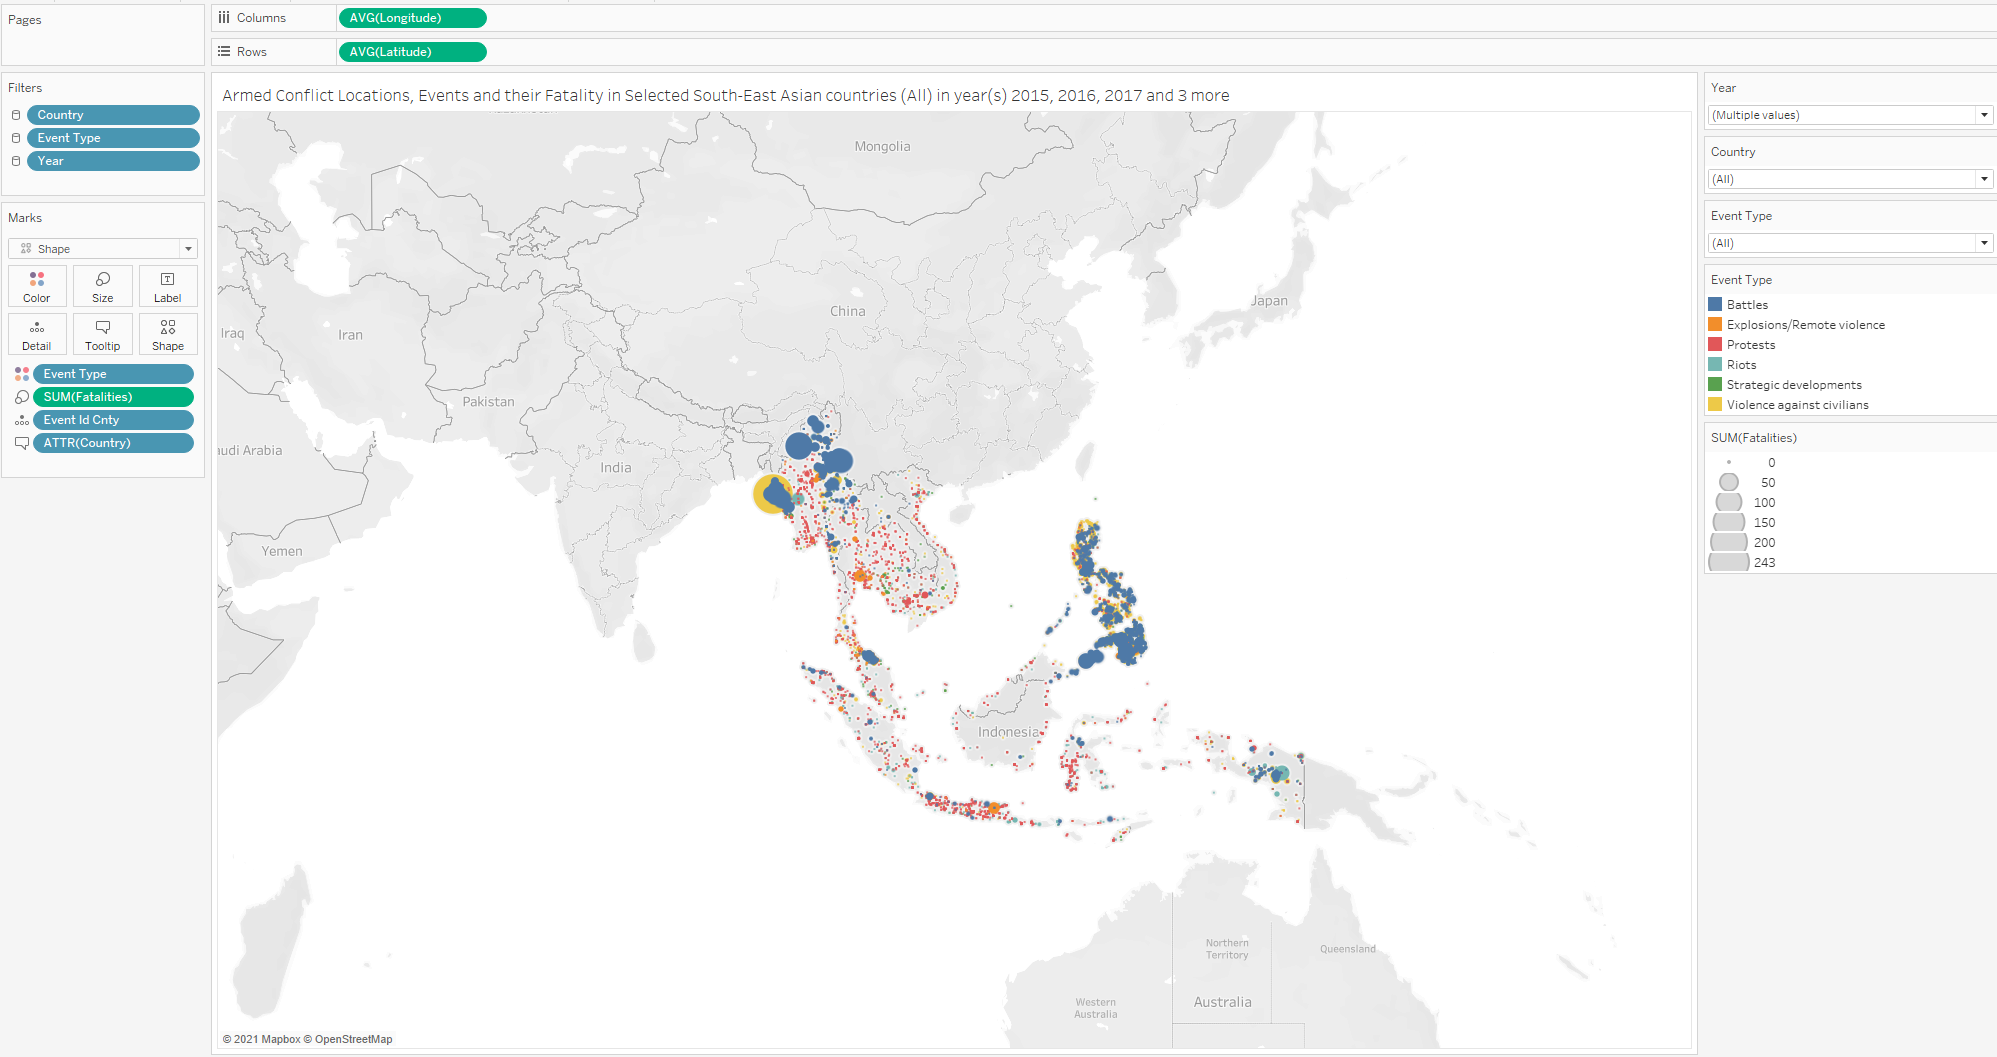 Pages
Columns
AVG(Longitude)
Rows
AVG(Latitude)
Filters
Country
Event Type
Year
Marks
Shape
Color
Size
Label
Detail
Tooltip
Shape
Event Type
SUM(Fatalities)
Event Id Cnty
ATTR(Country)
Armed Conflict Locations, Events and their Fatality in Selected South-East Asian countries (All) in year(s) 2015, 2016, 2017 and 3 more
Mongolia
China
Japan
Iraq
Iran
Pakistan
India
udi Arabia
Yemen
Indonesia
Northern
Territory
Queensland
Western
Australia
Australia
© 2021 Mapbox © OpenStreetMap
Year
(Multiple values)
Country
(All)
Event Type
(All)
Event Type
Battles
Explosions/Remote violence
Protests
Riots
Strategic developments
Violence against civilians
SUM(Fatalities)
0
50
100
150
200
243